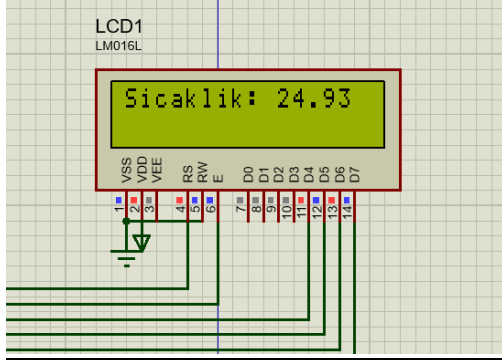 LCD1
LM016L
Sicaklik: 24.93
VSS VDD VEE RS RW E D0 D1 D2 D3 D4 D5 D6 D7
1 2 3 4 5 6 7 8 9 10 11 12 13 14